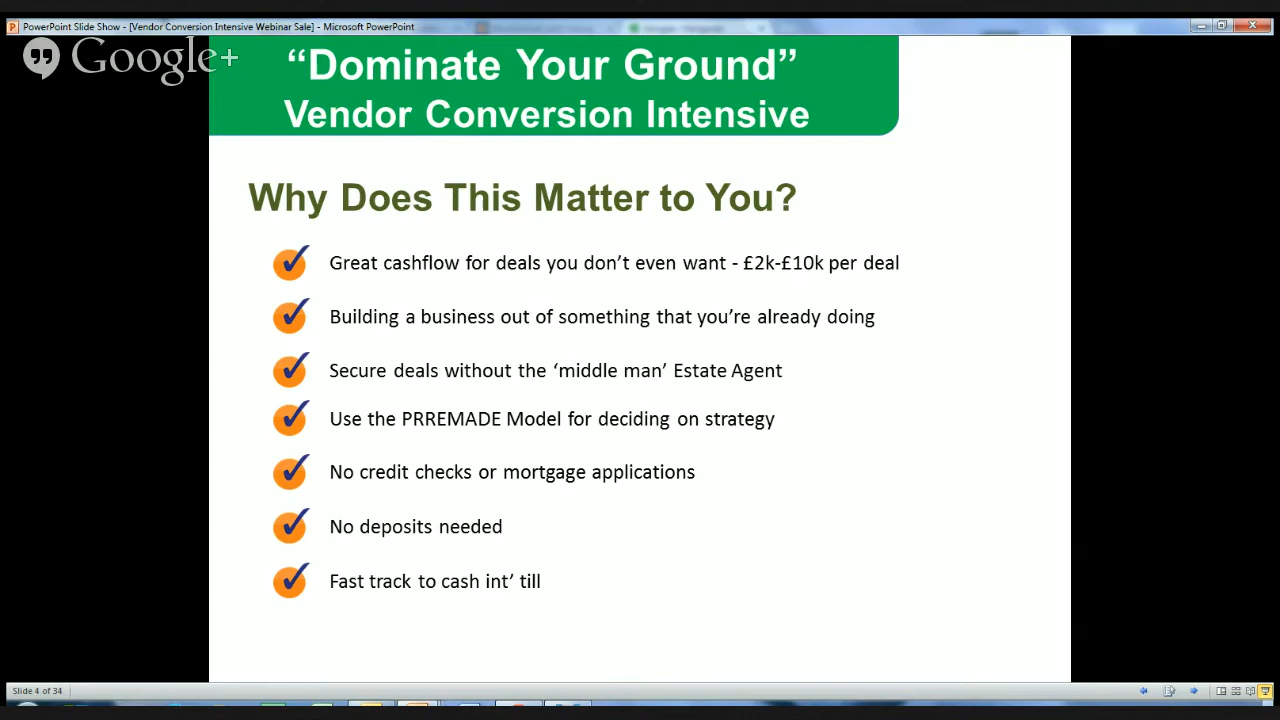 PowerPoint Slide Show - [Vendor Conversion Intensive Webinar Sale] - Microsoft PowerPoint
Google+
“Dominate Your Ground”
Vendor Conversion Intensive
Why Does This Matter to You?
Great cashflow for deals you don’t even want - £2k-£10k per deal
Building a business out of something that you’re already doing
Secure deals without the ‘middle man’ Estate Agent
Use the PRREMADE Model for deciding on strategy
No credit checks or mortgage applications
No deposits needed
Fast track to cash int’ till
Slide 4 of 34